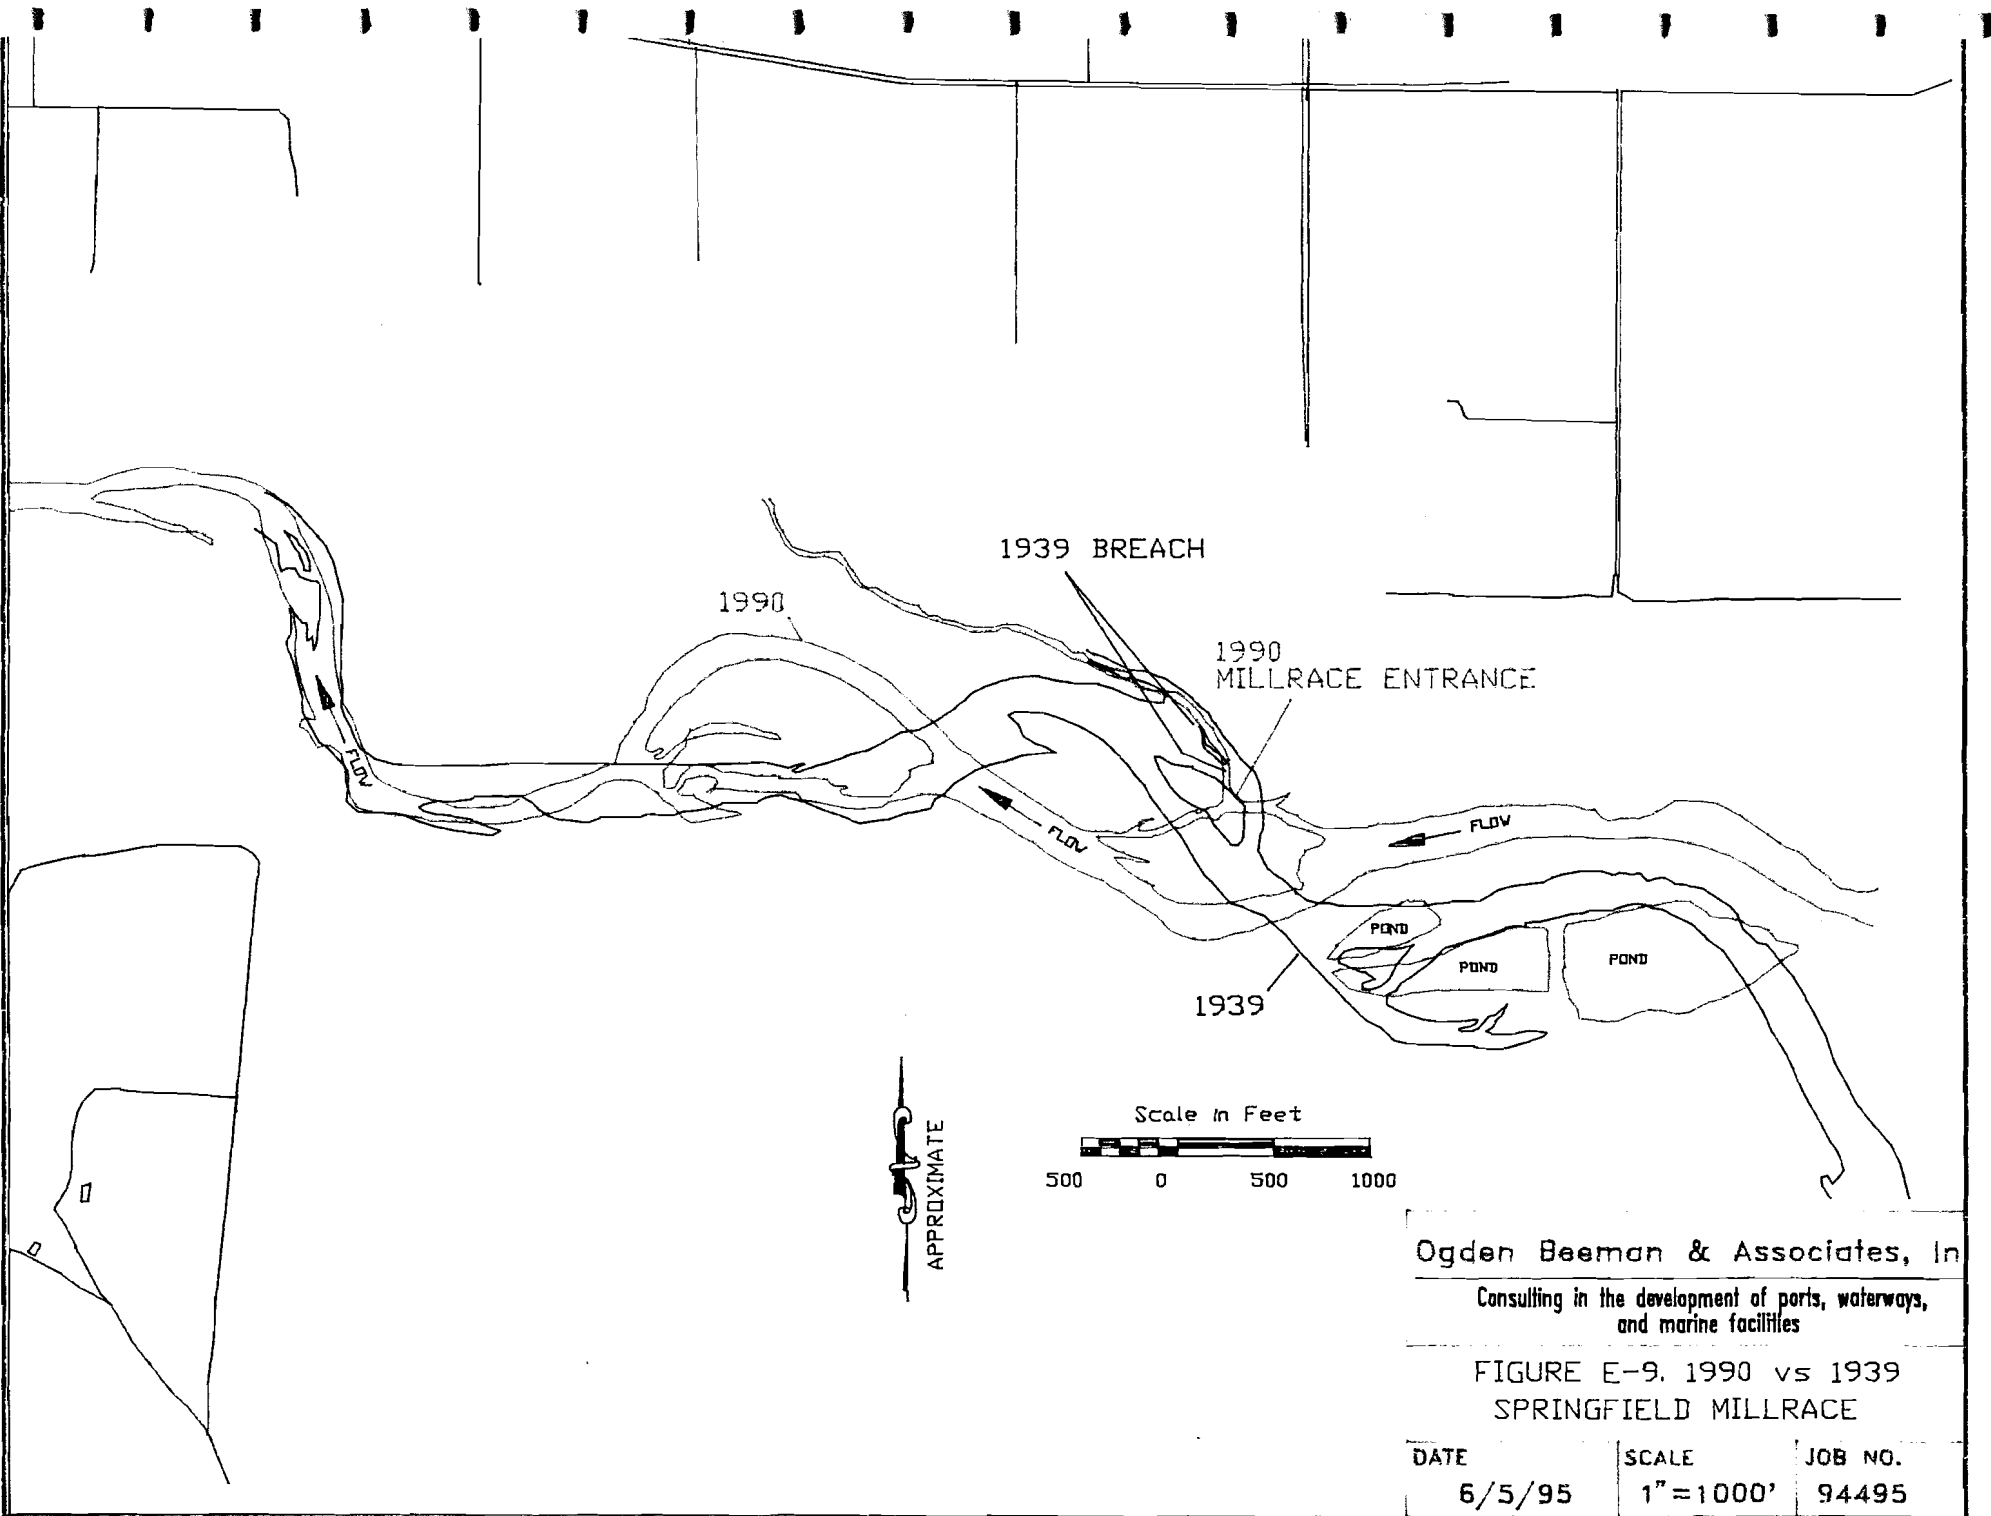 1939 BREACH
1990
1990
MILLRACE ENTRANCE
FLOW
FLOW
FLOW
POND
POND
POND
1939
APPROXIMATE
Scale in Feet
500 0 500 1000
Ogden Beeman & Associates, In
Consulting in the development of ports, waterways,
and marine facilities
FIGURE E-9. 1990 vs 1939
SPRINGFIELD MILLRACE
DATE SCALE JOB NO.
6/5/95 1"=1000' 94495